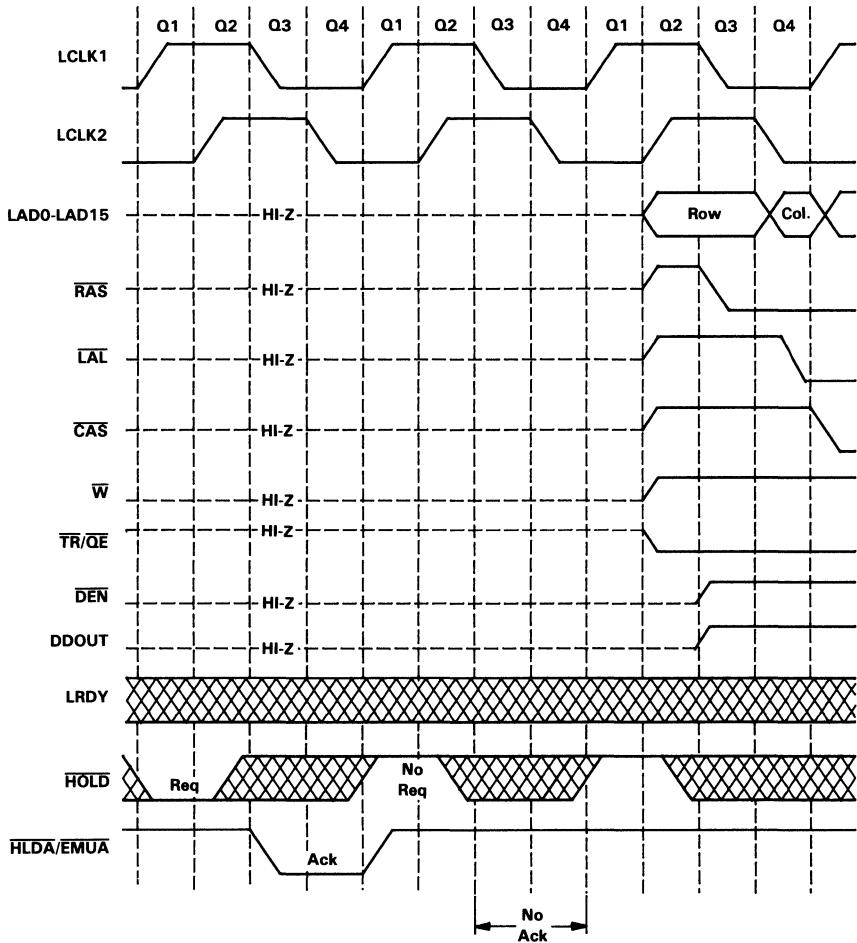 Q1 Q2 Q3 Q4 Q1 Q2 Q3 Q4 Q1 Q2 Q3 Q4
LCLK1
LCLK2
LAD0-LAD15 HI-Z Row Col.
RAS HI-Z
LAL HI-Z
CAS HI-Z
W HI-Z
TR/QE HI-Z
DEN HI-Z
DDOUT HI-Z
LRDY
HOLD Req No
Req
HLDA/EMUA Ack
No
Ack